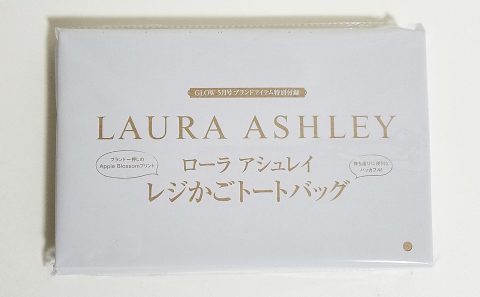 GLOW 5月号 ブランドアイテム特別付録
LAURA ASHLEY
ブランド一押しの
Apple Blossomプリント
ローラ アシュレイ
レジかごトートバッグ
持ち運びに便利な
パッカブル!